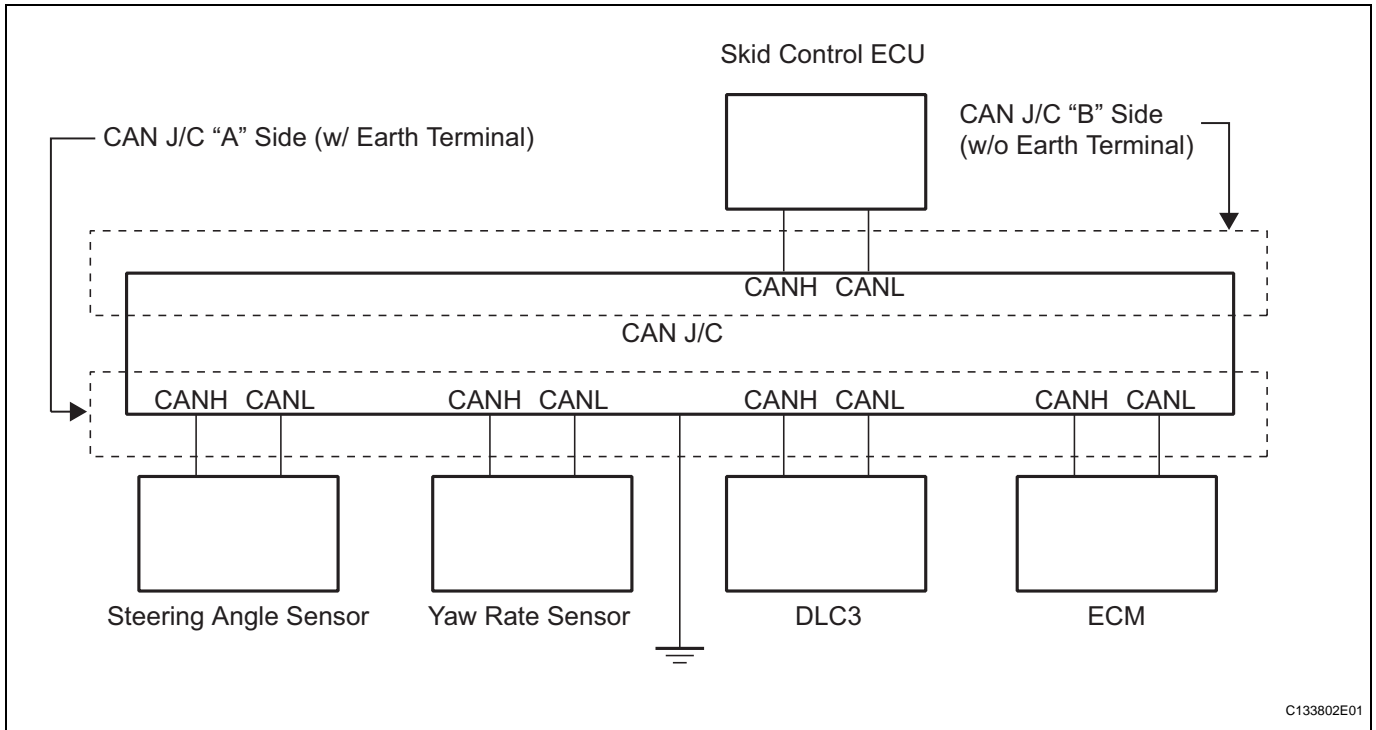 Skid Control ECU
CAN J/C “A” Side (w/ Earth Terminal)
CAN J/C “B” Side
(w/o Earth Terminal)
CANH CANL
CAN J/C
CANH CANL
CANH CANL
CANH CANL
CANH CANL
Steering Angle Sensor
Yaw Rate Sensor
DLC3
ECM
C133802E01